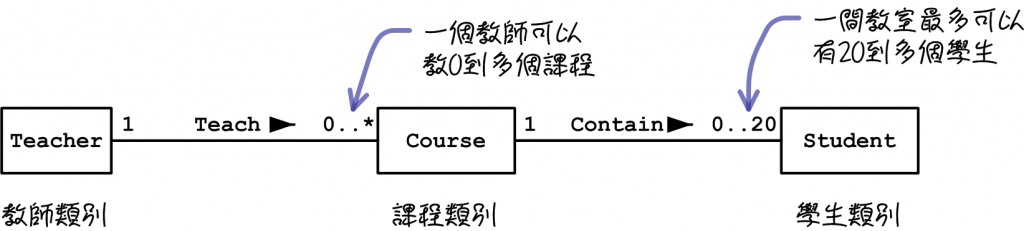 一個教師可以
教0到多個課程
一間教室最多可以
有20到多個學生
Teacher
1
Teach
0..*
Course
1
Contain
0..20
Student
教師類別
課程類別
學生類別